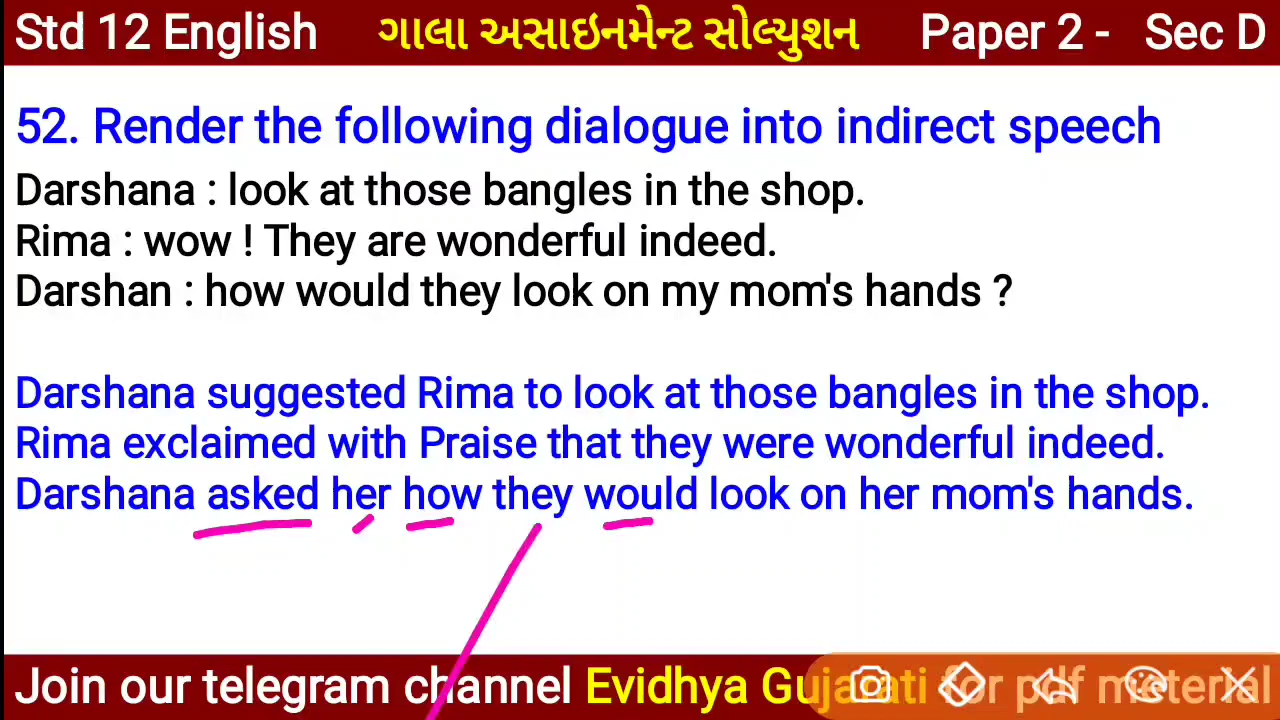 Std 12 English ગાલા અસાઇનમેન્ટ સોલ્યુશન Paper 2 - Sec D
52. Render the following dialogue into indirect speech
Darshana : look at those bangles in the shop.
Rima : wow ! They are wonderful indeed.
Darshan : how would they look on my mom's hands ?
Darshana suggested Rima to look at those bangles in the shop.
Rima exclaimed with Praise that they were wonderful indeed.
Darshana asked her how they would look on her mom's hands.
Join our telegram channel Evidhya Gujarati for pdf material